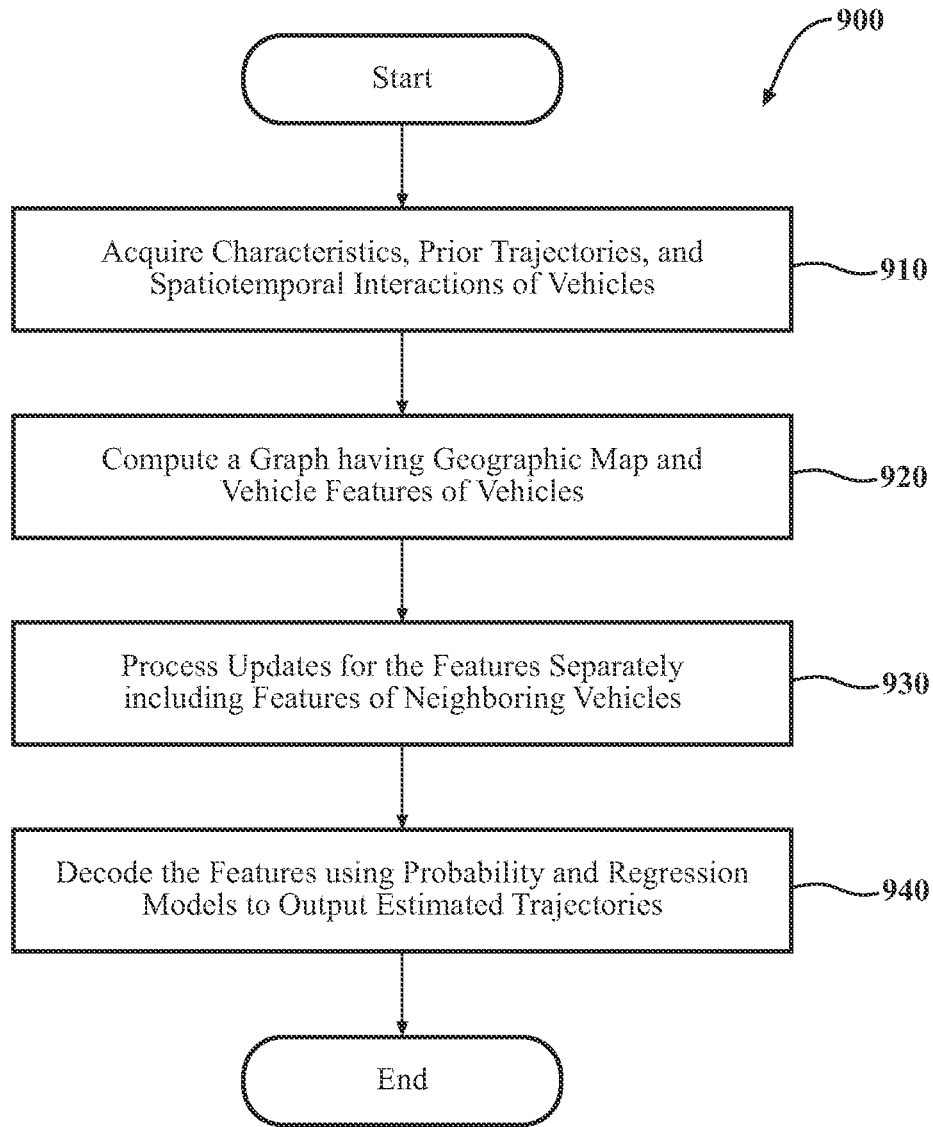 900
Start
Acquire Characteristics, Prior Trajectories, and
Spatiotemporal Interactions of Vehicles
910
Compute a Graph having Geographic Map and
Vehicle Features of Vehicles
920
Process Updates for the Features Separately
including Features of Neighboring Vehicles
930
Decode the Features using Probability and Regression
Models to Output Estimated Trajectories
940
End